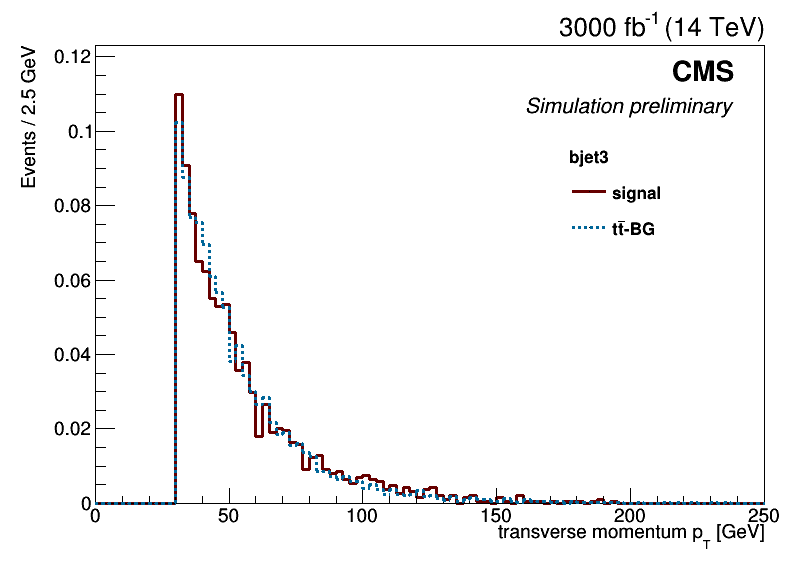 3000 fb⁻¹ (14 TeV)
Events / 2.5 GeV
0.12
0.1
0.08
0.06
0.04
0.02
0
CMS
Simulation preliminary
bjet3
signal
tt̄-BG
0 50 100 150 200 250
transverse momentum p_T [GeV]